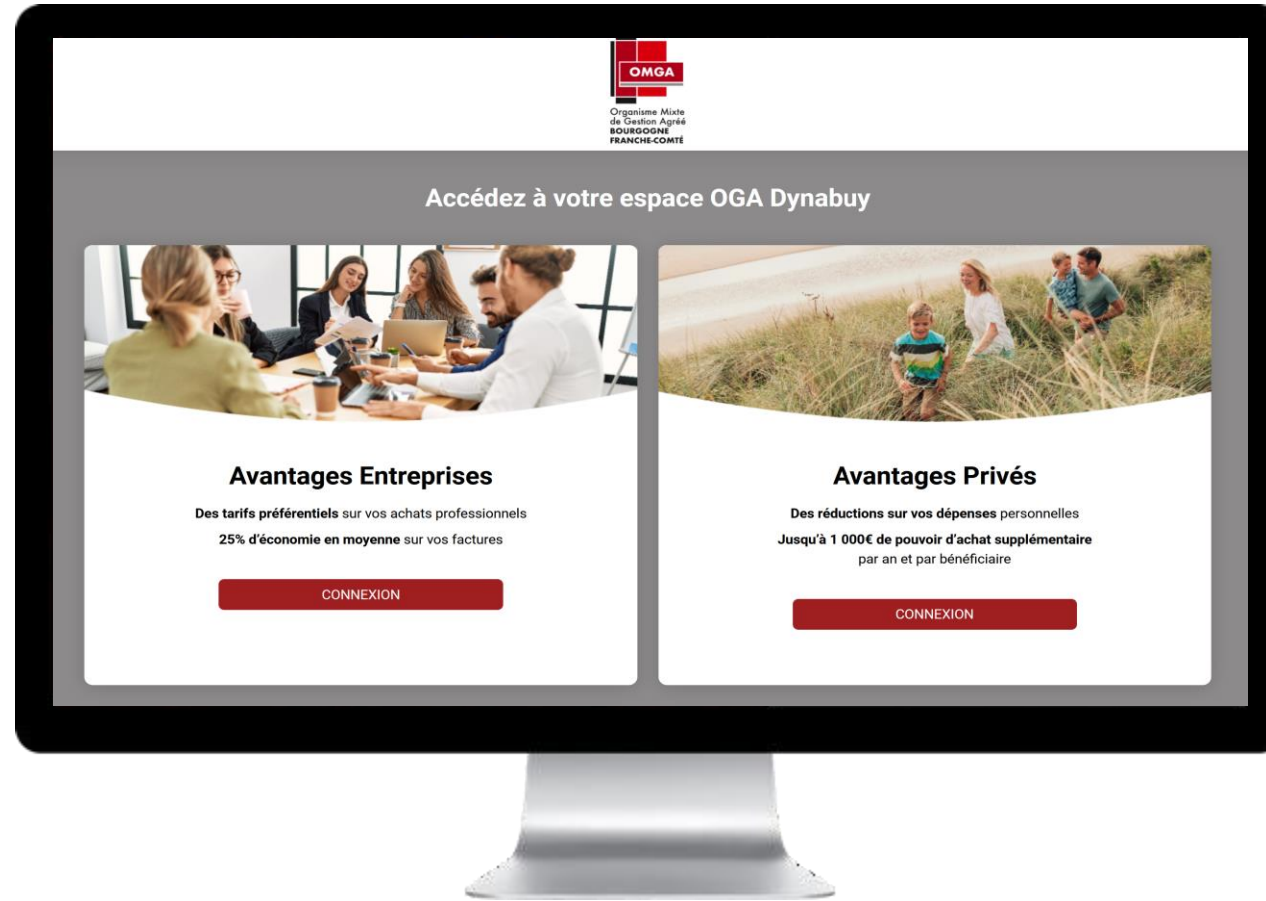 OMGA
Organisme Mixte
de Gestion Agréé
BOURGOGNE
FRANCHE-COMTÉ
Accédez à votre espace OGA Dynabuy
Avantages Entreprises
Des tarifs préférentiels sur vos achats professionnels
25% d'économie en moyenne sur vos factures
CONNEXION
Avantages Privés
Des réductions sur vos dépenses personnelles
Jusqu'à 1 000€ de pouvoir d'achat supplémentaire
par an et par bénéficiaire
CONNEXION